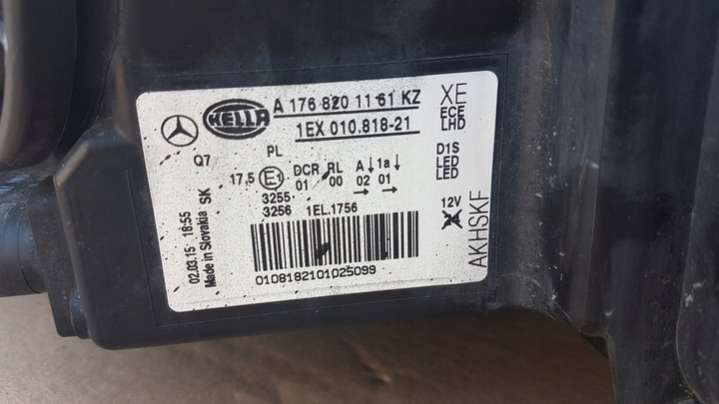 HELLA
A 176 820 11 61 KZ
1EX 010.818-21
XE
ECE
LHD
Q7
PL
17,5 E1 DCR RL A↓ 1a↓
01 00 02 01
→ →
3255
3256 1EL.1756
D1S
LED
LED
12V
AKHSKF
02.03.15 18:55
Made in Slovakia SK
0108182101025099